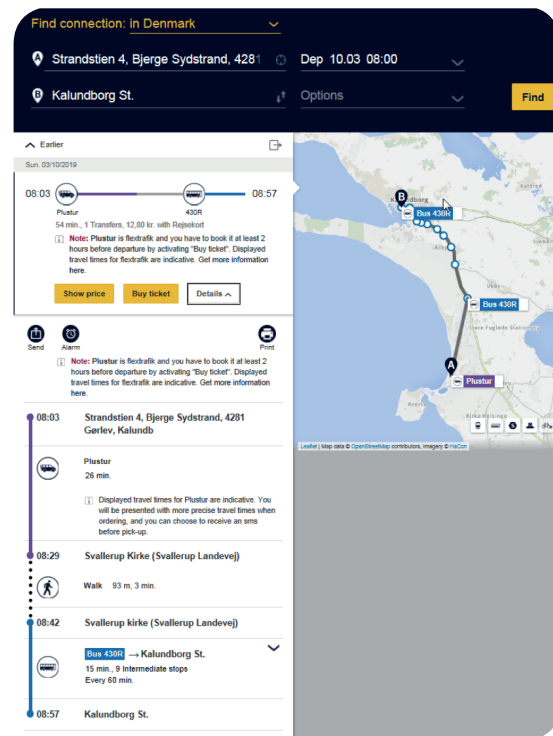 Find connection: in Denmark
Strandstien 4, Bjerge Sydstrand, 4281
Dep 10.03 08:00
Kalundborg St.
Options
Find
Earlier
Sun. 03/10/2019
08:03
08:57
Plustur
430R
54 min., 1 Transfers, 12,80 kr. with Rejsekort
Note: Plustur is flextrafik and you have to book it at least 2
hours before departure by activating "Buy ticket". Displayed
travel times for flextrafik are indicative. Get more information
here.
Show price
Buy ticket
Details
Send
Alarm
Print
Note: Plustur is flextrafik and you have to book it at least 2
hours before departure by activating "Buy ticket". Displayed
travel times for flextrafik are indicative. Get more information
here.
08:03
Strandstien 4, Bjerge Sydstrand, 4281
Gørlev, Kalundb
Plustur
26 min.
Displayed travel times for Plustur are indicative. You
will be presented with more precise travel times when
ordering, and you can choose to receive an sms
before pick-up.
08:29
Svallerup Kirke (Svallerup Landevej)
Walk 93 m, 3 min.
08:42
Svallerup kirke (Svallerup Landevej)
Bus 430R → Kalundborg St.
15 min., 9 Intermediate stops
Every 60 min.
08:57
Kalundborg St.
B
Bus 430R
Ubby
Bus 430R
A
Plustur
Leaflet | Map data © OpenStreetMap contributors, Imagery © HaCon